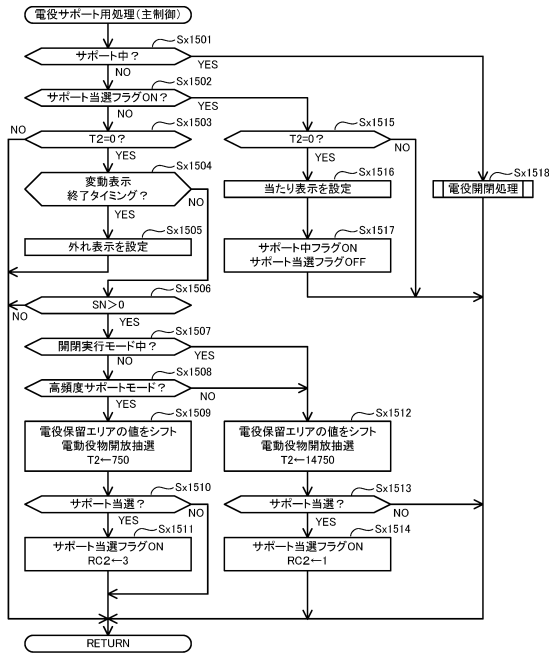 電役サポート用処理(主制御)
Sx1501
サポート中?
YES
NO
Sx1502
サポート当選フラグON?
YES
NO
Sx1503
T2=0?
NO
YES
Sx1504
変動表示
終了タイミング?
NO
YES
Sx1505
外れ表示を設定
Sx1515
T2=0?
NO
YES
Sx1516
当たり表示を設定
Sx1517
サポート中フラグON
サポート当選フラグOFF
Sx1518
電役開閉処理
Sx1506
SN>0
NO
YES
Sx1507
開閉実行モード中?
YES
NO
Sx1508
高頻度サポートモード?
NO
YES
Sx1509
電役保留エリアの値をシフト
電動役物開放抽選
T2←750
Sx1510
サポート当選?
NO
YES
Sx1511
サポート当選フラグON
RC2←3
Sx1512
電役保留エリアの値をシフト
電動役物開放抽選
T2←14750
Sx1513
サポート当選?
NO
YES
Sx1514
サポート当選フラグON
RC2←1
RETURN